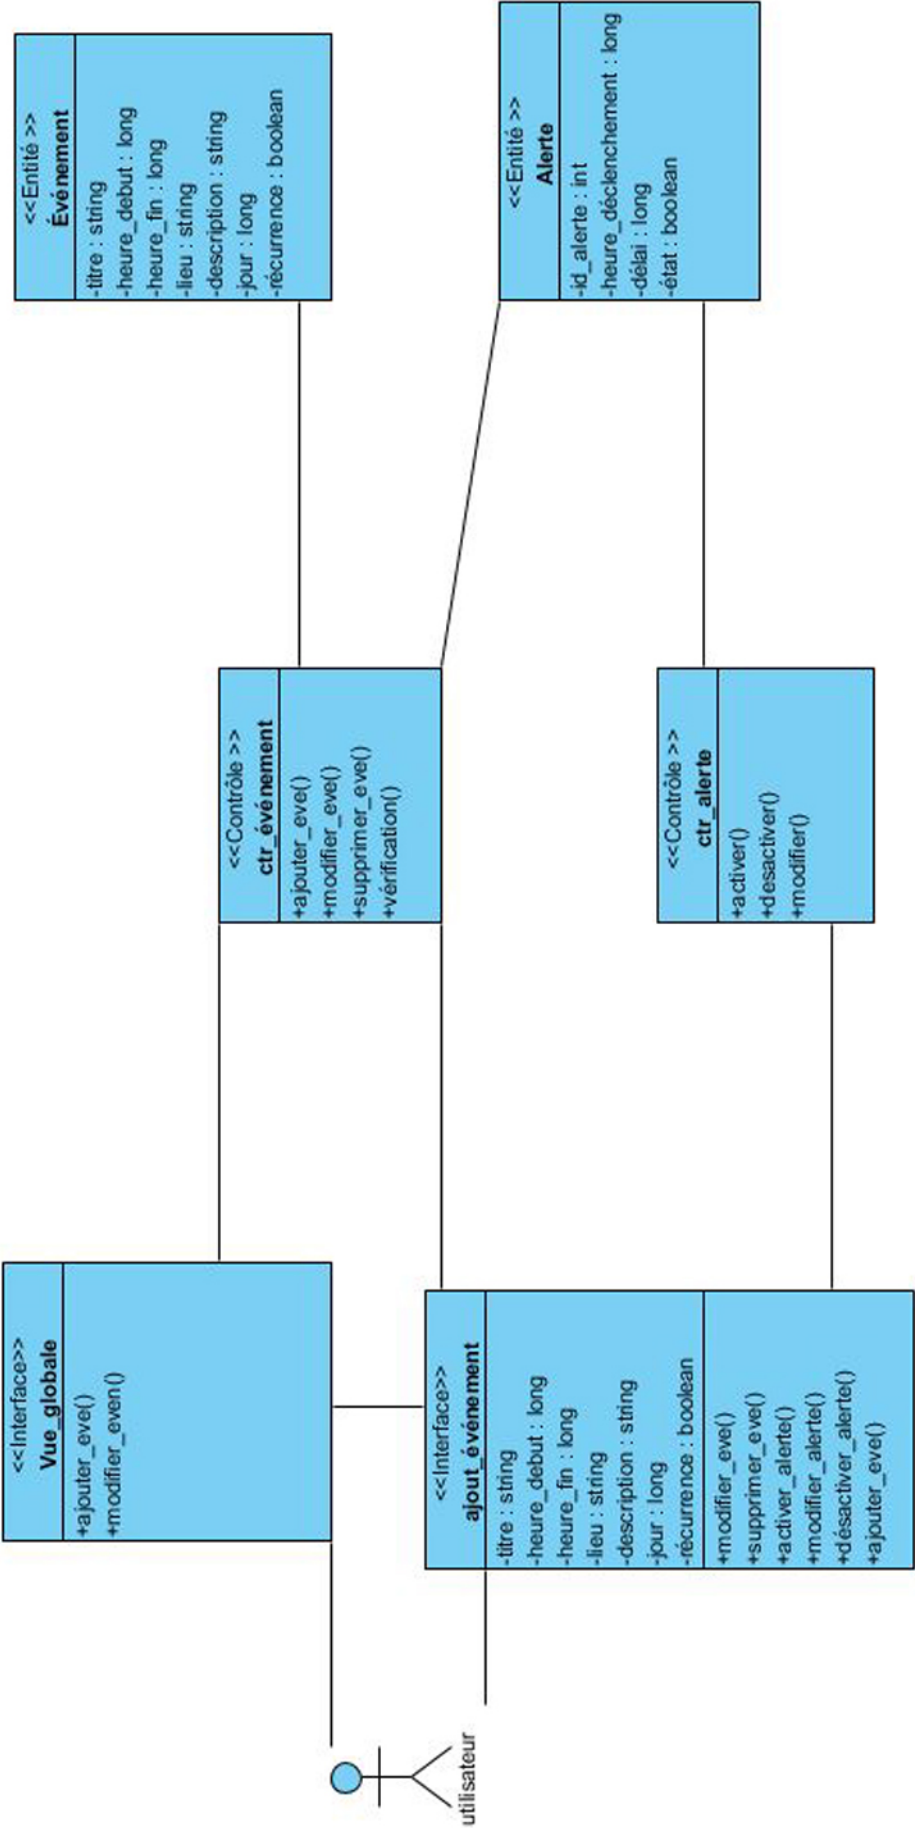 <<Interface>>
Vue_globale
+ajouter_eve()
+modifier_even()
<<Contrôle >>
ctr_événement
+ajouter_eve()
+modifier_eve()
+supprimer_eve()
+vérification()
<<Entité >>
Événement
-titre : string
-heure_debut : long
-heure_fin : long
-lieu : string
-description : string
-jour : long
-récurrence : boolean
utilisateur
<<Interface>>
ajout_événement
-titre : string
-heure_debut : long
-heure_fin : long
-lieu : string
-description : string
-jour : long
-récurrence : boolean
+modifier_eve()
+supprimer_eve()
+activer_alerte()
+modifier_alerte()
+désactiver_alerte()
+ajouter_eve()
<<Contrôle >>
ctr_alerte
+activer()
+desactiver()
+modifier()
<<Entité >>
Alerte
-id_alerte : int
-heure_déclenchement : long
-délai : long
-état : boolean